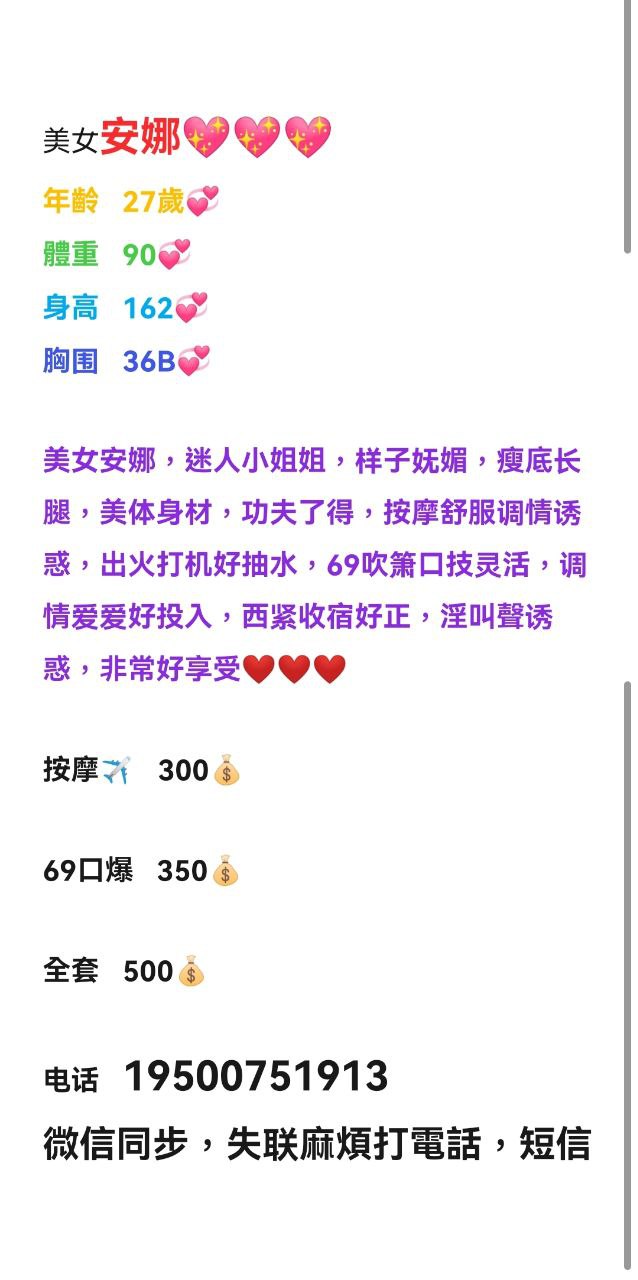 美女安娜💖💖💖
年齡 27歲💞
體重 90💞
身高 162💞
胸围 36B💞
美女安娜，迷人小姐姐，样子妩媚，瘦底长
腿，美体身材，功夫了得，按摩舒服调情诱
惑，出火打机好抽水，69吹箫口技灵活，调
情爱爱好投入，西紧收宿好正，淫叫聲诱
惑，非常好享受❤️❤️❤️
按摩✈️ 300💰
69口爆 350💰
全套 500💰
电话 19500751913
微信同步，失联麻煩打電話，短信